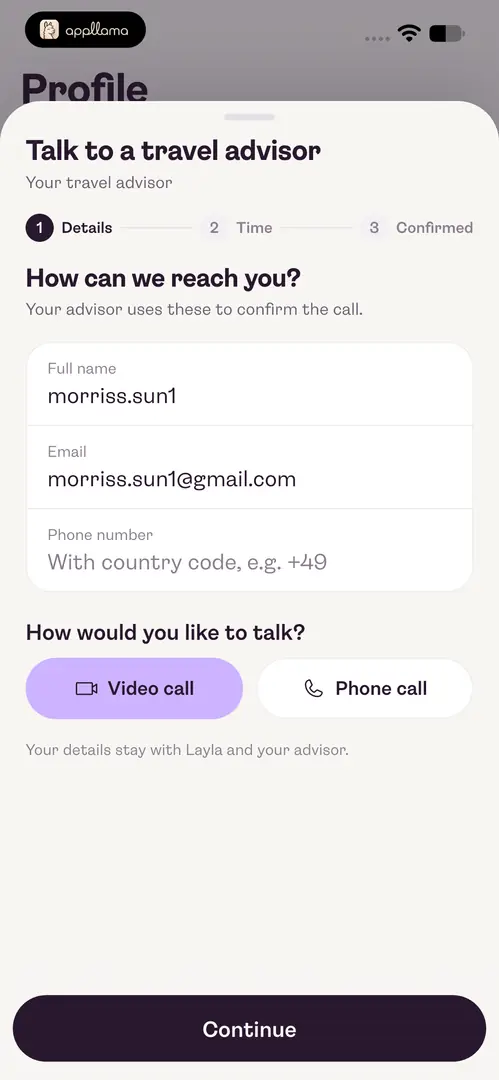 appllama
Profile
Talk to a travel advisor
Your travel advisor
1 Details 2 Time 3 Confirmed
How can we reach you?
Your advisor uses these to confirm the call.
Full name
morriss.sun1
Email
morriss.sun1@gmail.com
Phone number
With country code, e.g. +49
How would you like to talk?
Video call Phone call
Your details stay with Layla and your advisor.
Continue